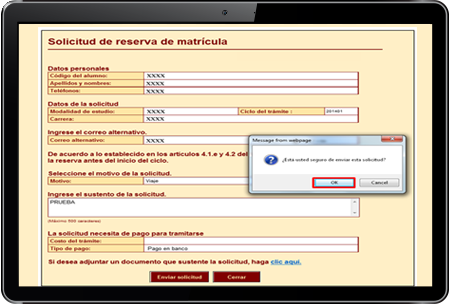 Solicitud de reserva de matrícula
Datos personales
Código del alumno: XXXX
Apellidos y nombres: XXXX
Teléfonos: XXXX
Datos de la solicitud
Modalidad de estudio: XXXX Ciclo del trámite : 201401
Carrera: XXXX
Ingrese el correo alternativo.
Correo alternativo: XXXX
De acuerdo a lo establecido en los artículos 4.1.e y 4.2 del
la reserva antes del inicio del ciclo.
Message from webpage
¿Está usted seguro de enviar esta solicitud?
OK Cancel
Seleccione el motivo de la solicitud.
Motivo: Viaje
Ingrese el sustento de la solicitud.
PRUEBA
(Máximo 899 caracteres)
La solicitud necesita de pago para tramitarse
Costo del trámite:
Tipo de pago: Pago en banco
Si desea adjuntar un documento que sustente la solicitud, haga clic aquí.
Enviar solicitud Cerrar